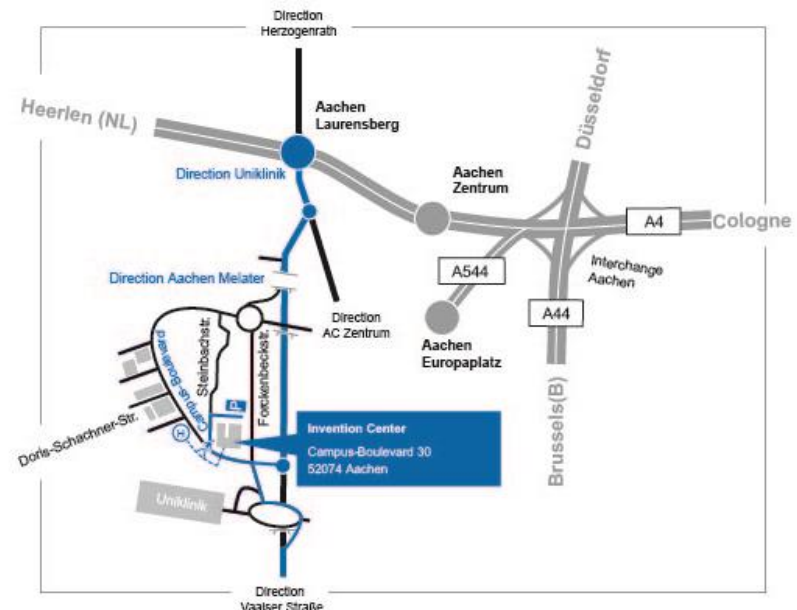 Direction
Herzogenrath
Heerlen (NL)
Aachen
Laurensberg
Düsseldorf
Direction Uniklinik
Aachen
Zentrum
A4
Cologne
A544
Interchange
Aachen
Direction Aachen Melater
A44
Direction
AC Zentrum
Aachen
Europaplatz
Campus-Boulevard
Steinbachstr.
Forckenbeckstr.
P
Brussels(B)
Doris-Schachner-Str.
H
Invention Center
Campus-Boulevard 30
52074 Aachen
Uniklinik
Direction
Vaalser Straße